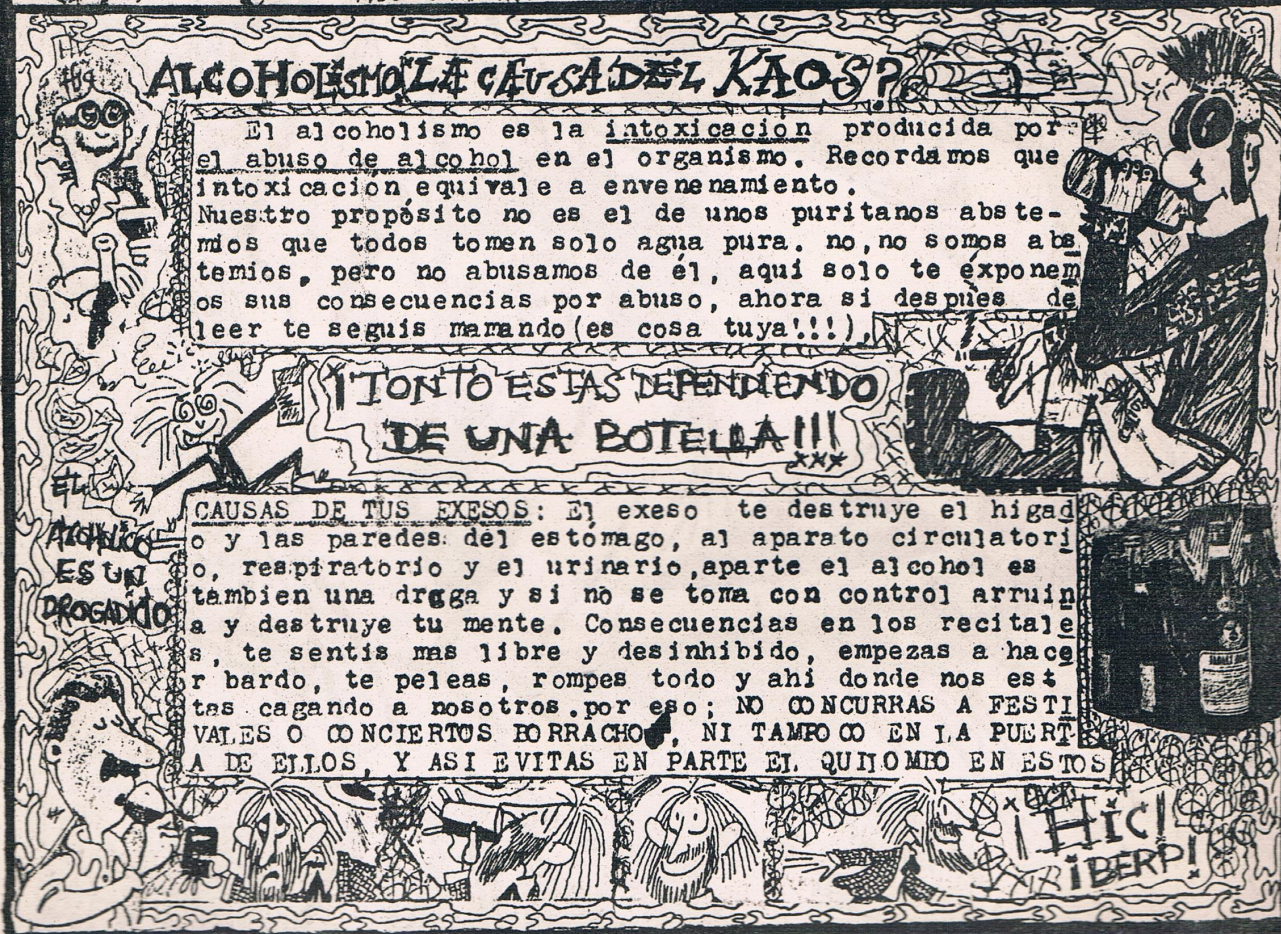 ALCOHOLISMO ¿LA CAUSA DEL KAOS?
El alcoholismo es la intoxicación producida por
el abuso de alcohol en el organismo. Recordamos que
intoxicación equivale a envenenamiento.
Nuestro propósito no es el de unos puritanos abste-
mios que todos tomen solo agua pura. no,no somos abs
temios, pero no abusamos de él, aqui solo te éxponem
os sus consecuencias por abuso, ahora si despúes de
leer te seguis mamando(es cosa tuya!!!),
¡TONTO ESTAS DEPENDIENDO
DE UNA BOTELLA!!!
EL
ALCOHOLICO
ES UN
DROGADICTO
CAUSAS DE TUS EXESOS: El exeso te destruye el higad
o y las paredes del estómago, al aparato circulatori
o, respiratorio y el urinario,aparte el alcohol es
tambien una droga y si no se toma con control arruin
a y destruye tu mente. Consecuencias en los recitale
s, te sentis mas libre y desinhibido, empezas a hace
r bardo, te peleas, rompes todo y ahi donde nos est
tas cagando a nosotros.por eso; NO CONCURRAS A FESTI
VALES O CONCIERTOS BORRACHO, NI TAMPOCO EN LA PUERT-
A DE ELLOS, Y ASI EVITAS EN PARTE EL QUILOMBO EN ESTOS
¡HIC!
¡BERP!